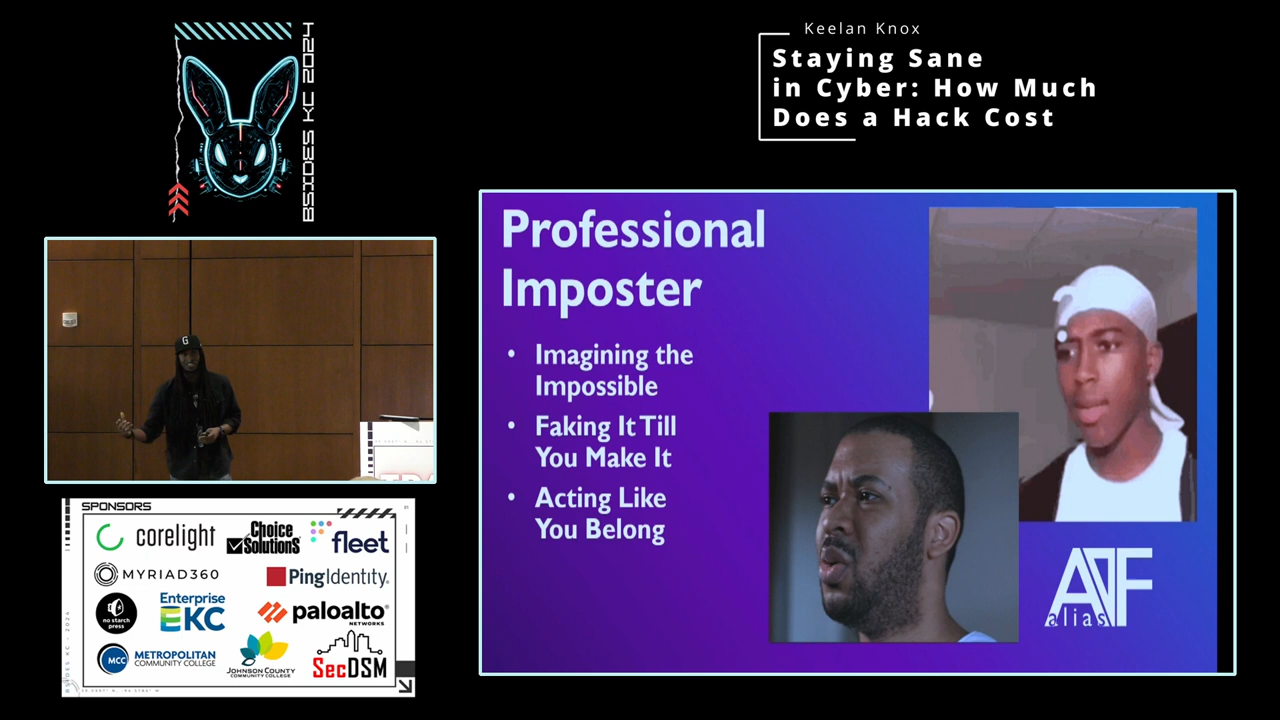 BSIDES KC 2024
Keelan Knox
Staying Sane
in Cyber: How Much
Does a Hack Cost
Professional
Imposter
• Imagining the
Impossible
• Faking It Till
You Make It
• Acting Like
You Belong
alias
AF
G
SPONSORS
corelight
Choice
Solutions
fleet
MYRIAD360
PingIdentity.
no starch
press
Enterprise
KC
paloalto
NETWORKS
MCC
METROPOLITAN
COMMUNITY COLLEGE
JOHNSON COUNTY
COMMUNITY COLLEGE
SecDSM